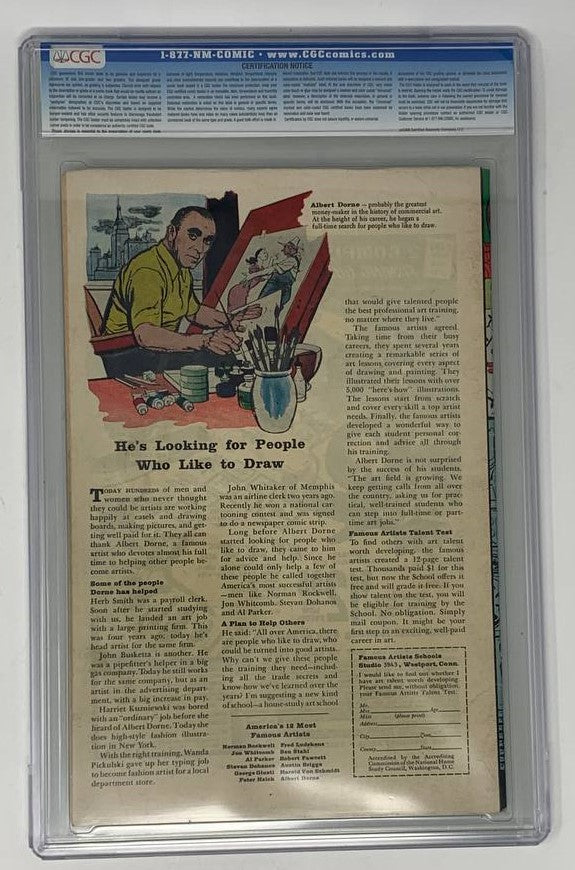 CGC
1-877-NM-COMIC • www.CGCcomics.com
CERTIFICATION NOTICE
Albert Dorne — probably the greatest
money-maker in the history of commercial art.
At the height of his career, he began a
full-time search for people who like to draw.
He's Looking for People
Who Like to Draw
TODAY HUNDREDS of men and
women who never thought
they could be artists are working
happily at easels and drawing
boards, making pictures, and get-
ting well paid for it. They all can
thank Albert Dorne, a famous
artist who devotes almost his full
time to helping other people be-
come artists.
Some of the people
Dorne has helped
Herb Smith was a payroll clerk.
Soon after he started studying
with us, he landed an art job
with a large printing firm. This
was four years ago; today he's
head artist for the same firm.
John Busketta is another. He
was a pipefitter's helper in a big
gas company. Today he still works
for the same company, but as an
artist in the advertising depart-
ment, with a big increase in pay.
Harriet Kuzniewski was bored
with an "ordinary" job before she
heard of Albert Dorne. Today she
does high-style fashion illustra-
tion in New York.
With the right training, Wanda
Pickulski gave up her typing job
to become fashion artist for a local
department store.
John Whitaker of Memphis
was an airline clerk two years ago.
Recently he won a national car-
tooning contest and was signed
to do a newspaper comic strip.
Long before Albert Dorne
started looking for people who
like to draw, they came to him
for advice and help. Since he
alone could only help a few of
these people he called together
America's most successful artists
—men like Norman Rockwell,
Jon Whitcomb, Stevan Dohanos
and Al Parker.
A Plan to Help Others
He said: "All over America, there
are people who like to draw, who
could be turned into good artists.
Why can't we give these people
the training they need—includ-
ing all the trade secrets and
know-how we've learned over the
years? I'm suggesting a new kind
of school—a house-study art school
America's 12 Most
Famous Artists
Norman Rockwell Fred Ludekens
Jon Whitcomb Ben Stahl
Al Parker Robert Fawcett
Stevan Dohanos Austin Briggs
George Giusti Harold Von Schmidt
Peter Helck Albert Dorne
that would give talented people
the best professional art training,
no matter where they live."
The famous artists agreed.
Taking time from their busy
careers, they spent several years
creating a remarkable series of
art lessons covering every aspect
of drawing and painting. They
illustrated their lessons with over
5,000 "here's-how" illustrations.
The lessons start from scratch
and cover every skill a top artist
needs. Finally, the famous artists
developed a wonderful way to
give each student personal cor-
rection and advice all through
his training.
Albert Dorne is not surprised
by the success of his students.
"The art field is growing. We
keep getting calls from all over
the country, asking us for prac-
tical, well-trained students who
can step into full-time or part-
time art jobs."
Famous Artists Talent Test
To find others with art talent
worth developing, the famous
artists created a 12-page talent
test. Thousands paid $1 for this
test, but now the School offers it
free and will grade it free. If you
show talent on the test, you will
be eligible for training by the
School. No obligation. Simply
mail coupon. It might be your
first step in an exciting, well-paid
career in art.
Famous Artists Schools
Studio 3943, Westport, Conn.
I would like to find out whether I
have art talent worth developing.
Please send me, without obligation,
your Famous Artists Talent Test.
Mr.
Mrs. Age
Miss (please print)
Address
City Zone
County State
Accredited by the Accrediting
Commission of the National Home
Study Council, Washington, D.C.